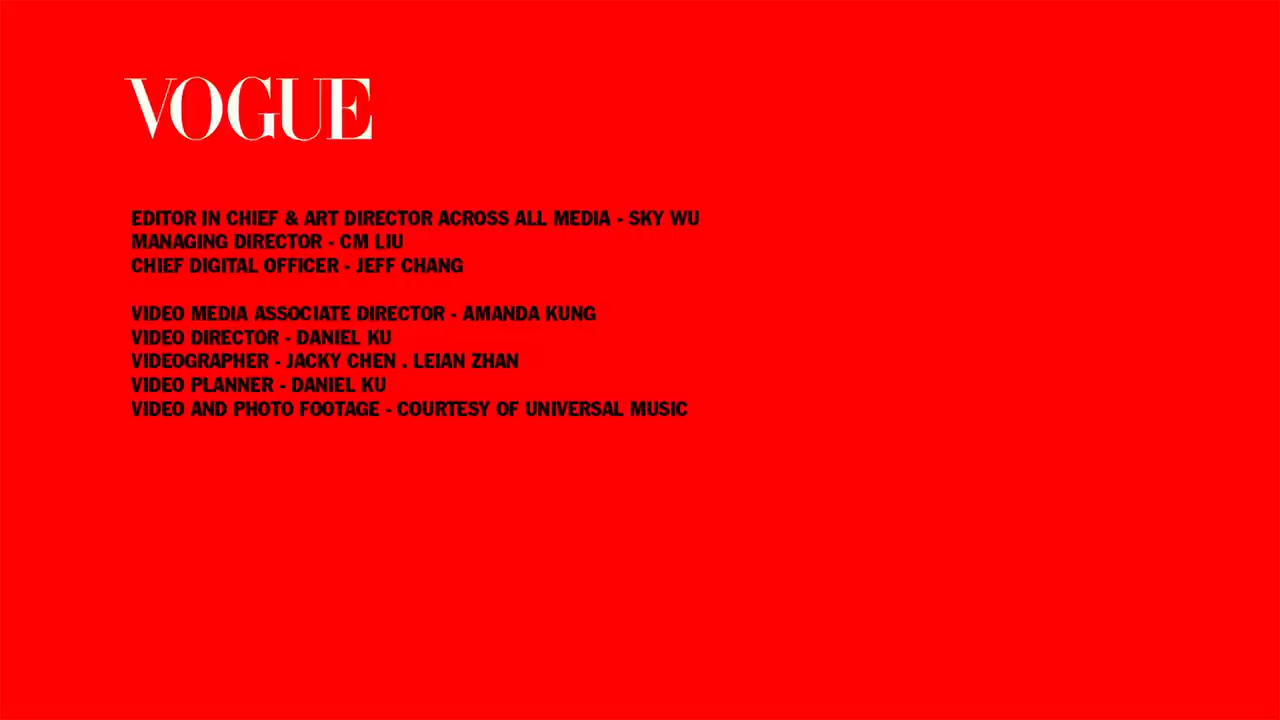 VOGUE
EDITOR IN CHIEF & ART DIRECTOR ACROSS ALL MEDIA - SKY WU
MANAGING DIRECTOR - CM LIU
CHIEF DIGITAL OFFICER - JEFF CHANG
VIDEO MEDIA ASSOCIATE DIRECTOR - AMANDA KUNG
VIDEO DIRECTOR - DANIEL KU
VIDEOGRAPHER - JACKY CHEN . LEIAN ZHAN
VIDEO PLANNER - DANIEL KU
VIDEO AND PHOTO FOOTAGE - COURTESY OF UNIVERSAL MUSIC